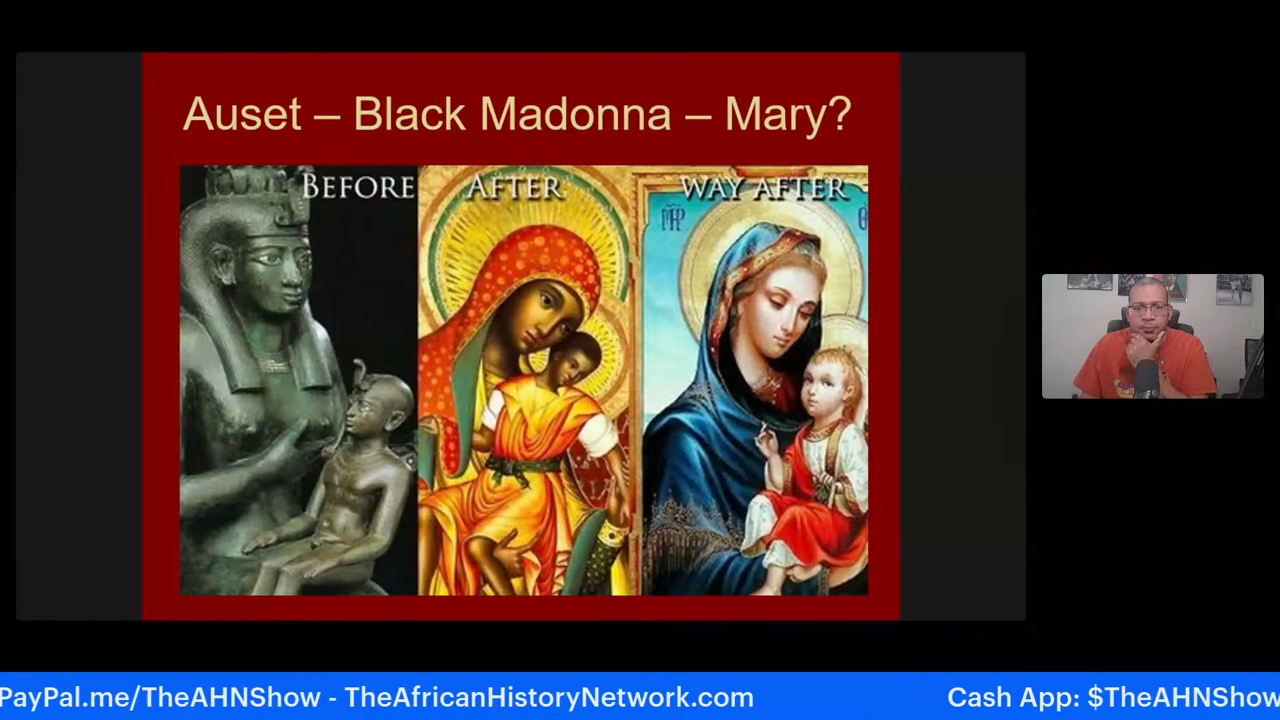 Auset – Black Madonna – Mary?
BEFORE
AFTER
WAY AFTER
PayPal.me/TheAHNShow - TheAfricanHistoryNetwork.com
Cash App: $TheAHNShow